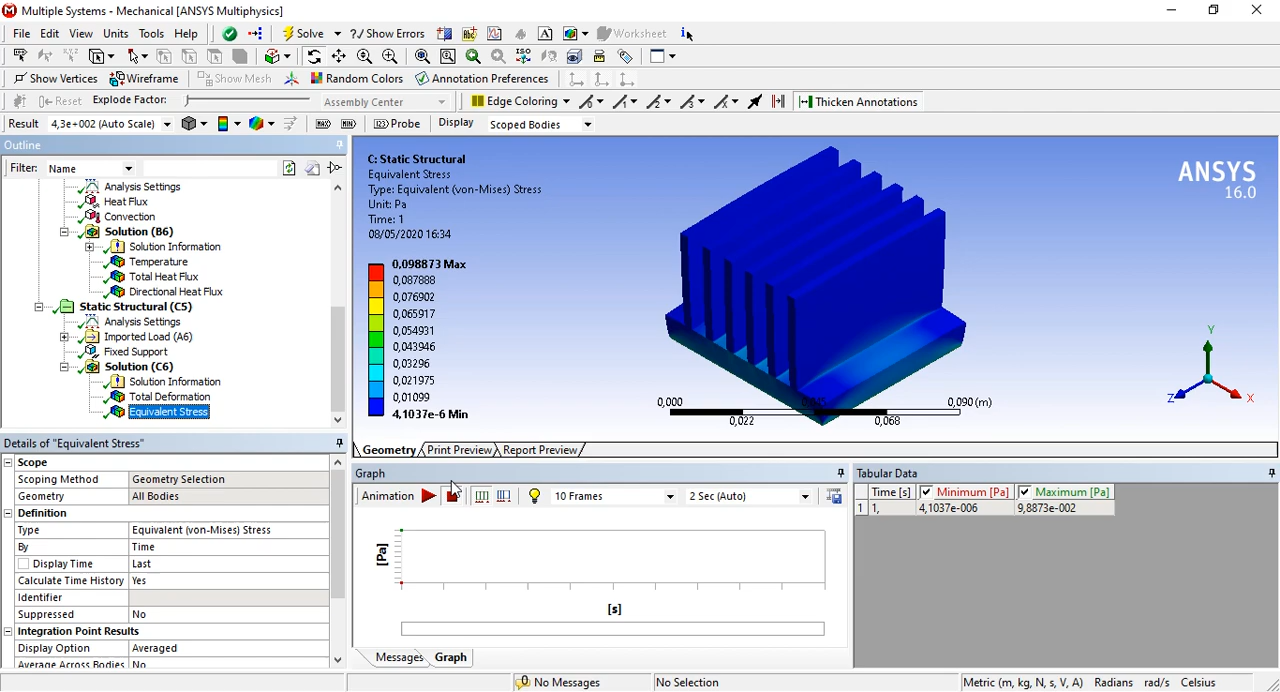 Multiple Systems - Mechanical [ANSYS Multiphysics]
File Edit View Units Tools Help Solve ?/ Show Errors A Worksheet i
Show Vertices Wireframe Show Mesh Random Colors Annotation Preferences
Reset Explode Factor: Assembly Center Edge Coloring Thicken Annotations
Result 4,3e+002 (Auto Scale) MAX MIN Probe Display Scoped Bodies
Outline
Filter: Name
Analysis Settings
Heat Flux
Convection
Solution (B6)
Solution Information
Temperature
Total Heat Flux
Directional Heat Flux
Static Structural (C5)
Analysis Settings
Imported Load (A6)
Fixed Support
Solution (C6)
Solution Information
Total Deformation
Equivalent Stress
Details of "Equivalent Stress"
Scope
Scoping Method Geometry Selection
Geometry All Bodies
Definition
Type Equivalent (von-Mises) Stress
By Time
Display Time Last
Calculate Time History Yes
Identifier
Suppressed No
Integration Point Results
Display Option Averaged
Average Across Bodies No
C: Static Structural
Equivalent Stress
Type: Equivalent (von-Mises) Stress
Unit: Pa
Time: 1
08/05/2020 16:34
0,098873 Max
0,087888
0,076902
0,065917
0,054931
0,043946
0,03296
0,021975
0,01099
4,1037e-6 Min
ANSYS
16.0
0,000 0,045 0,090 (m)
0,022 0,068
Y
Z X
Geometry Print Preview Report Preview
Graph
Animation 10 Frames 2 Sec (Auto)
[Pa]
[s]
Messages Graph
Tabular Data
Time [s] Minimum [Pa] Maximum [Pa]
1 1, 4,1037e-006 9,8873e-002
No Messages No Selection Metric (m, kg, N, s, V, A) Radians rad/s Celsius